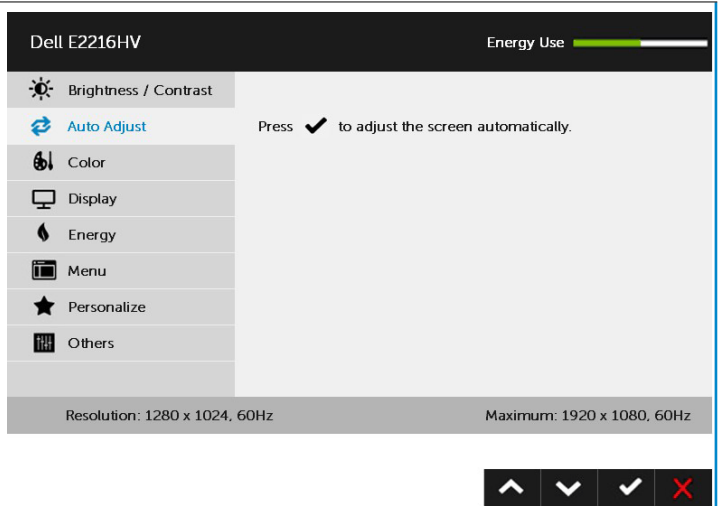 Dell E2216HV
Energy Use
Brightness / Contrast
Auto Adjust
Press ✔ to adjust the screen automatically.
Color
Display
Energy
Menu
Personalize
Others
Resolution: 1280 x 1024, 60Hz
Maximum: 1920 x 1080, 60Hz